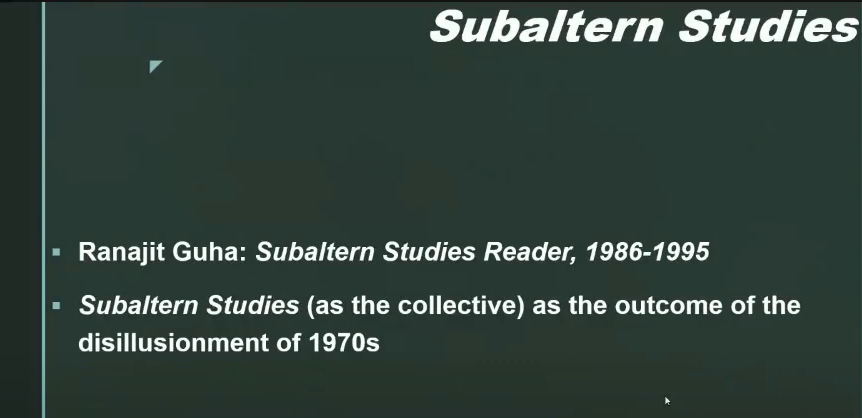 Subaltern Studies
Ranajit Guha: Subaltern Studies Reader, 1986-1995
Subaltern Studies (as the collective) as the outcome of the
disillusionment of 1970s